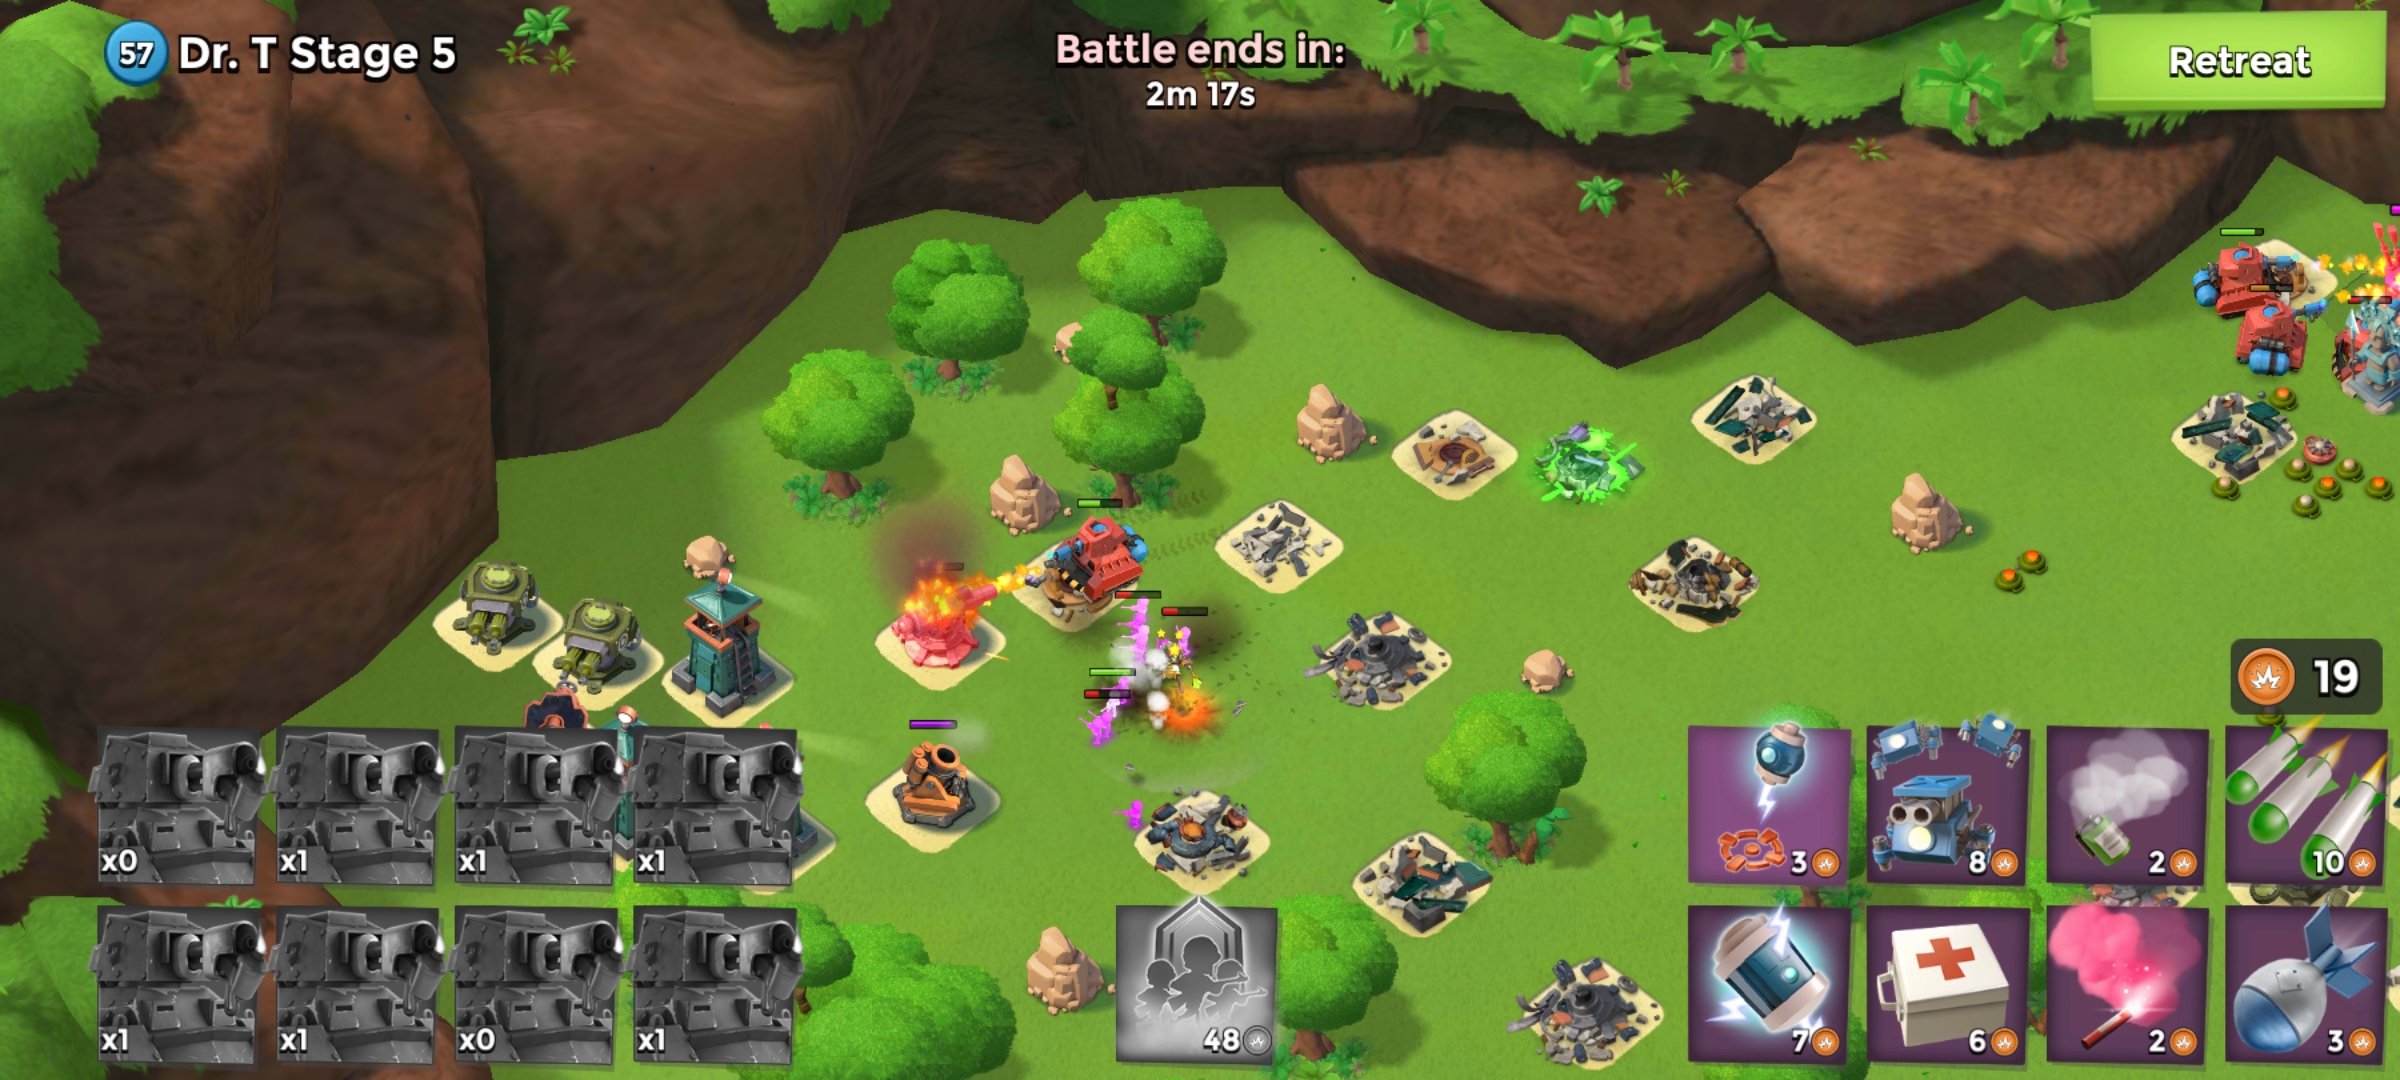 57 Dr. T Stage 5
Battle ends in:
2m 17s
Retreat
19
x0 x1 x1 x1
3 8 2 10
x1 x1 x0 x1
48
7 6 2 3